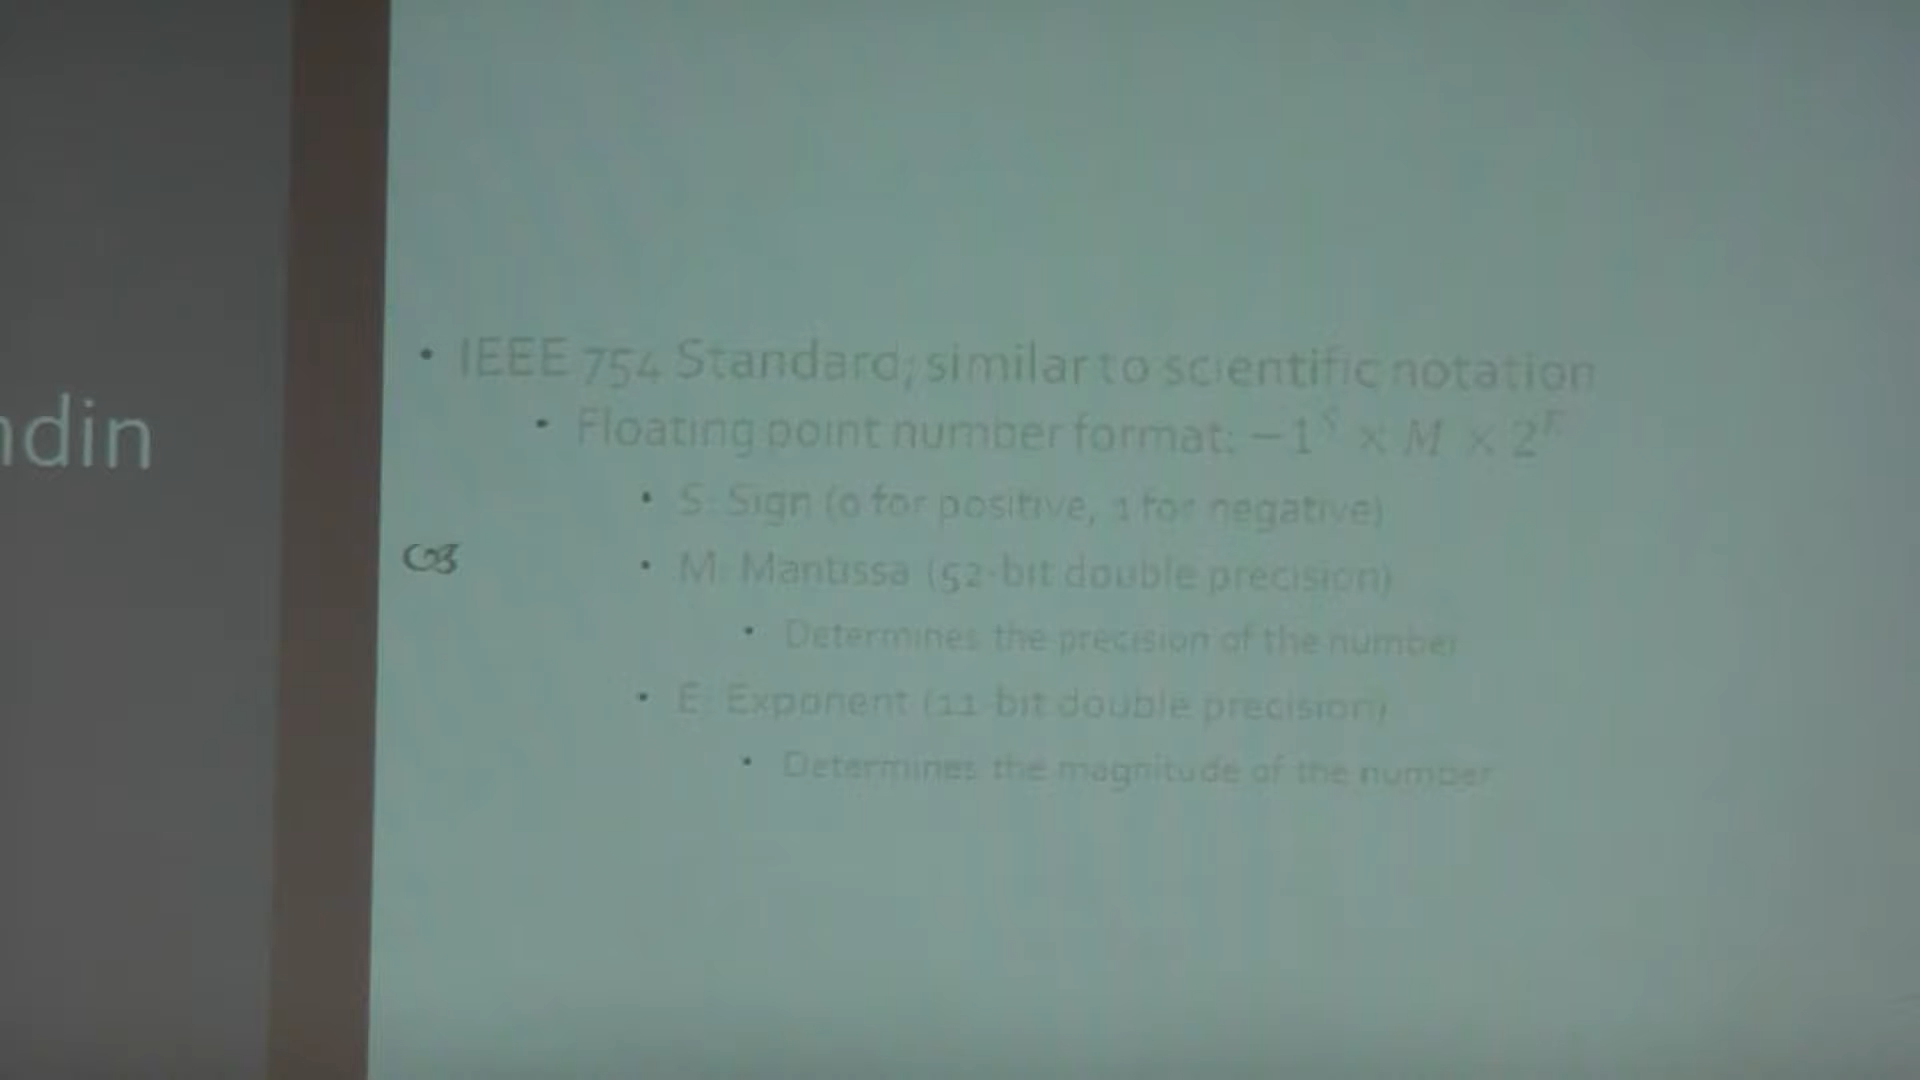 ndin
• IEEE 754 Standard; similar to scientific notation
• Floating point number format: −1^S × M × 2^E
• S: Sign (0 for positive, 1 for negative)
• M: Mantissa (52-bit double precision)
• Determines the precision of the number
• E: Exponent (11-bit double precision)
• Determines the magnitude of the number